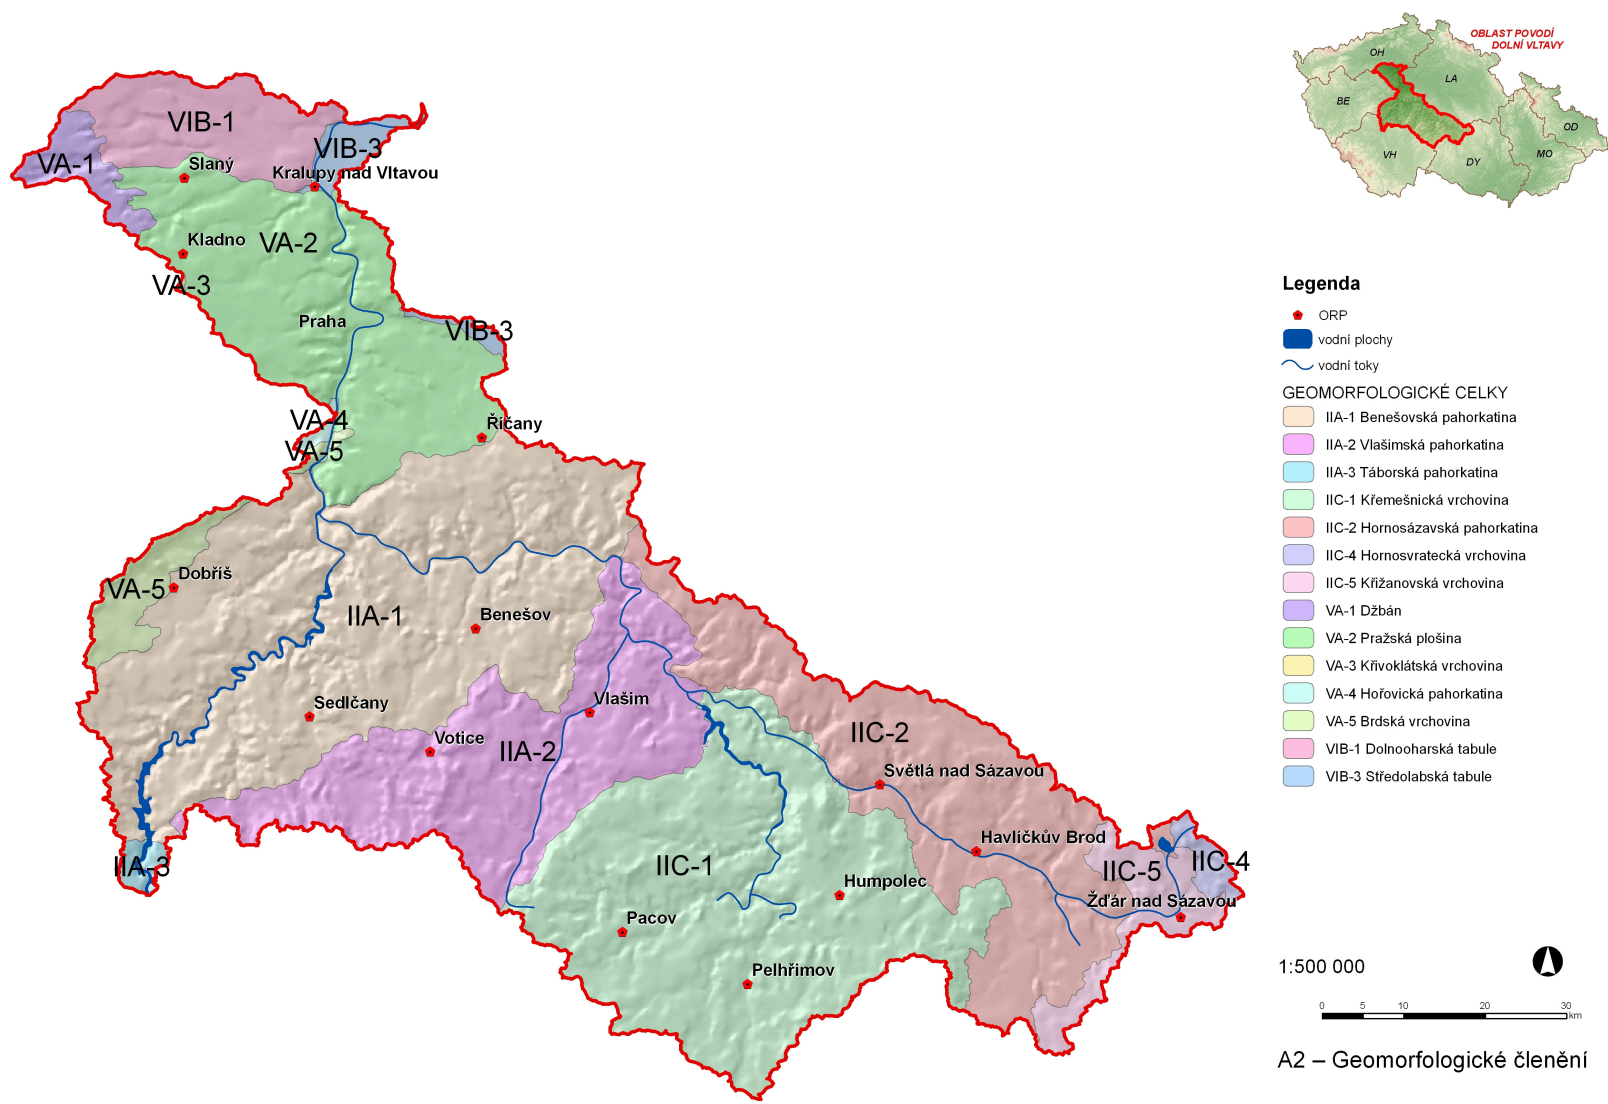 OBLAST POVODÍ
DOLNÍ VLTAVY
OH
LA
BE
OD
VH
DY
MO
VIB-1
VIB-3
VA-1
Slaný
Kralupy nad Vltavou
Kladno
VA-2
VA-3
Praha
VIB-3
VA-4
Říčany
VA-5
Dobříš
VA-5
IIA-1
Benešov
Sedlčany
Vlašim
Votice
IIA-2
IIC-2
Světlá nad Sázavou
Havlíčkův Brod
IIA-3
IIC-1
IIC-5
IIC-4
Humpolec
Žďár nad Sázavou
Pacov
Pelhřimov
Legenda
ORP
vodní plochy
vodní toky
GEOMORFOLOGICKÉ CELKY
IIA-1 Benešovská pahorkatina
IIA-2 Vlašimská pahorkatina
IIA-3 Táborská pahorkatina
IIC-1 Křemešnická vrchovina
IIC-2 Hornosázavská pahorkatina
IIC-4 Hornosvratecká vrchovina
IIC-5 Křižanovská vrchovina
VA-1 Džbán
VA-2 Pražská plošina
VA-3 Křivoklátská vrchovina
VA-4 Hořovická pahorkatina
VA-5 Brdská vrchovina
VIB-1 Dolnooharská tabule
VIB-3 Středolabská tabule
1:500 000
0 5 10 20 30
km
A2 – Geomorfologické členění